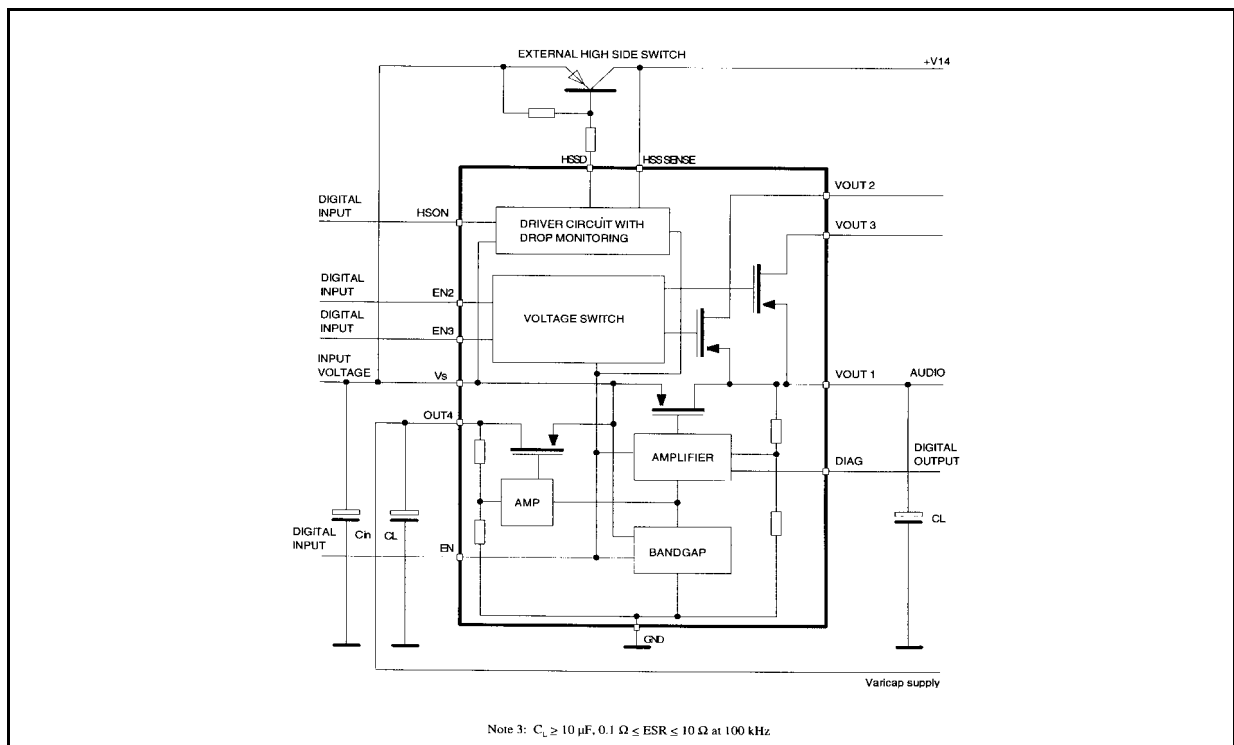 EXTERNAL HIGH SIDE SWITCH
+V14
HSSD
HSS SENSE
VOUT 2
DIGITAL
INPUT
HSON
DRIVER CIRCUIT WITH
DROP MONITORING
VOUT 3
DIGITAL
INPUT
EN2
VOLTAGE SWITCH
DIGITAL
INPUT
EN3
INPUT
VOLTAGE
Vs
VOUT 1
AUDIO
OUT4
AMPLIFIER
DIGITAL
OUTPUT
DIAG
AMP
Cin
CL
CL
DIGITAL
INPUT
EN
BANDGAP
GND
Varicap supply
Note 3: CL ≥ 10 µF, 0.1 Ω ≤ ESR ≤ 10 Ω at 100 kHz